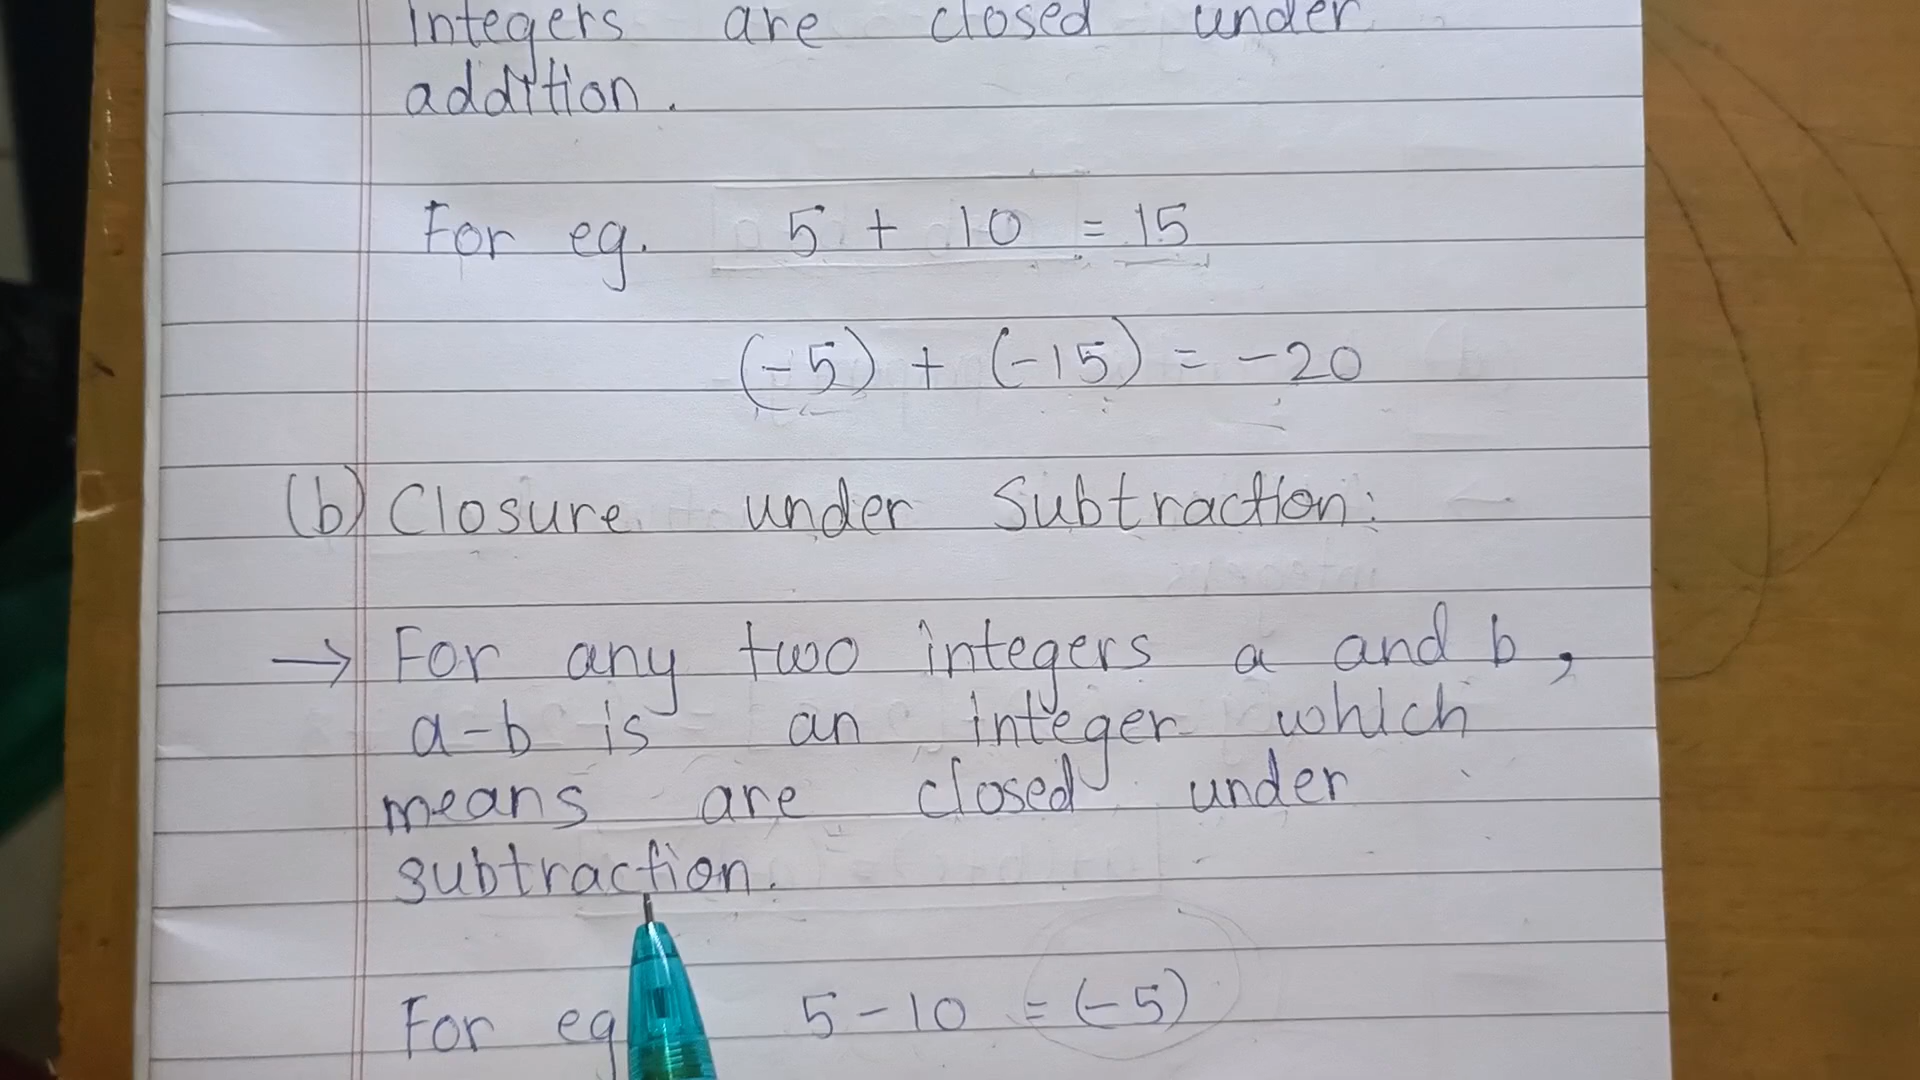 Integers are closed under
addition.
For eg. 5 + 10 = 15
(-5) + (-15) = -20
(b) Closure under Subtraction:
→ For any two integers a and b,
a-b is an integer which
means are closed under
subtraction.
For eg 5-10 = (-5)